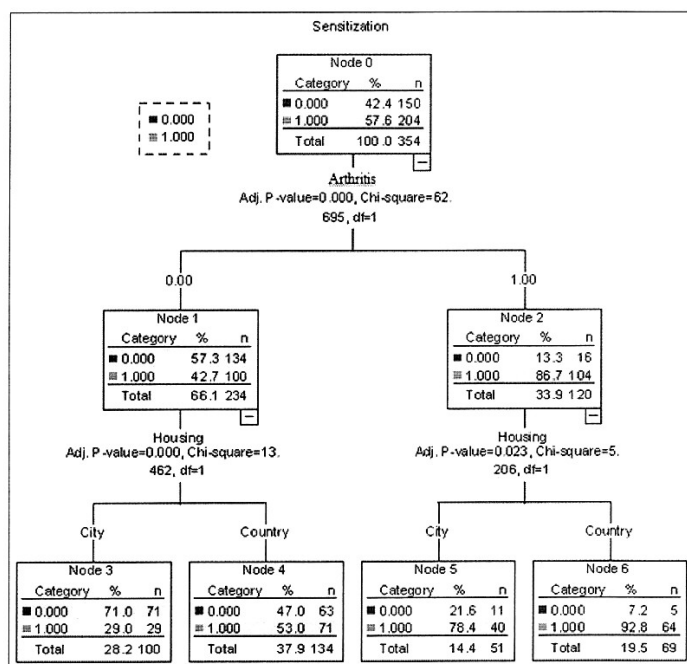 Sensitization
Node 0
Category % n
0.000 42.4 150
1.000 57.6 204
Total 100.0 354
0.000
1.000
Arthritis
Adj. P-value=0.000, Chi-square=62.
695, df=1
0.00 1.00
Node 1
Category % n
0.000 57.3 134
1.000 42.7 100
Total 66.1 234
Node 2
Category % n
0.000 13.3 16
1.000 86.7 104
Total 33.9 120
Housing
Adj. P-value=0.000, Chi-square=13.
462, df=1
Housing
Adj. P-value=0.023, Chi-square=5.
206, df=1
City Country City Country
Node 3
Category % n
0.000 71.0 71
1.000 29.0 29
Total 28.2 100
Node 4
Category % n
0.000 47.0 63
1.000 53.0 71
Total 37.9 134
Node 5
Category % n
0.000 21.6 11
1.000 78.4 40
Total 14.4 51
Node 6
Category % n
0.000 7.2 5
1.000 92.8 64
Total 19.5 69